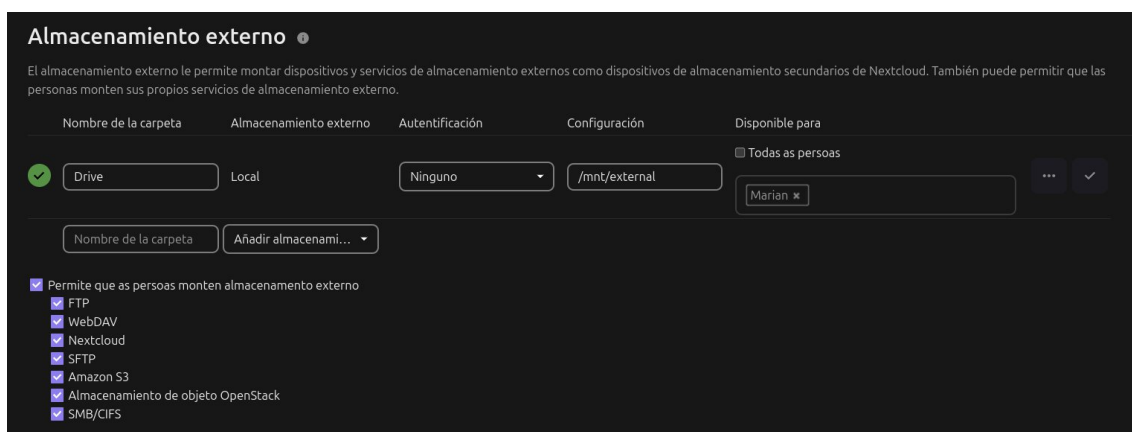 Almacenamiento externo
El almacenamiento externo le permite montar dispositivos y servicios de almacenamiento externos como dispositivos de almacenamiento secundarios de Nextcloud. También puede permitir que las
personas monten sus propios servicios de almacenamiento externo.
Nombre de la carpeta Almacenamiento externo Autentificación Configuración Disponible para
Todas as persoas
Drive Local Ninguno /mnt/external
Marian
Nombre de la carpeta Añadir almacenami...
Permite que as persoas monten almacenamento externo
FTP
WebDAV
Nextcloud
SFTP
Amazon S3
Almacenamiento de objeto OpenStack
SMB/CIFS